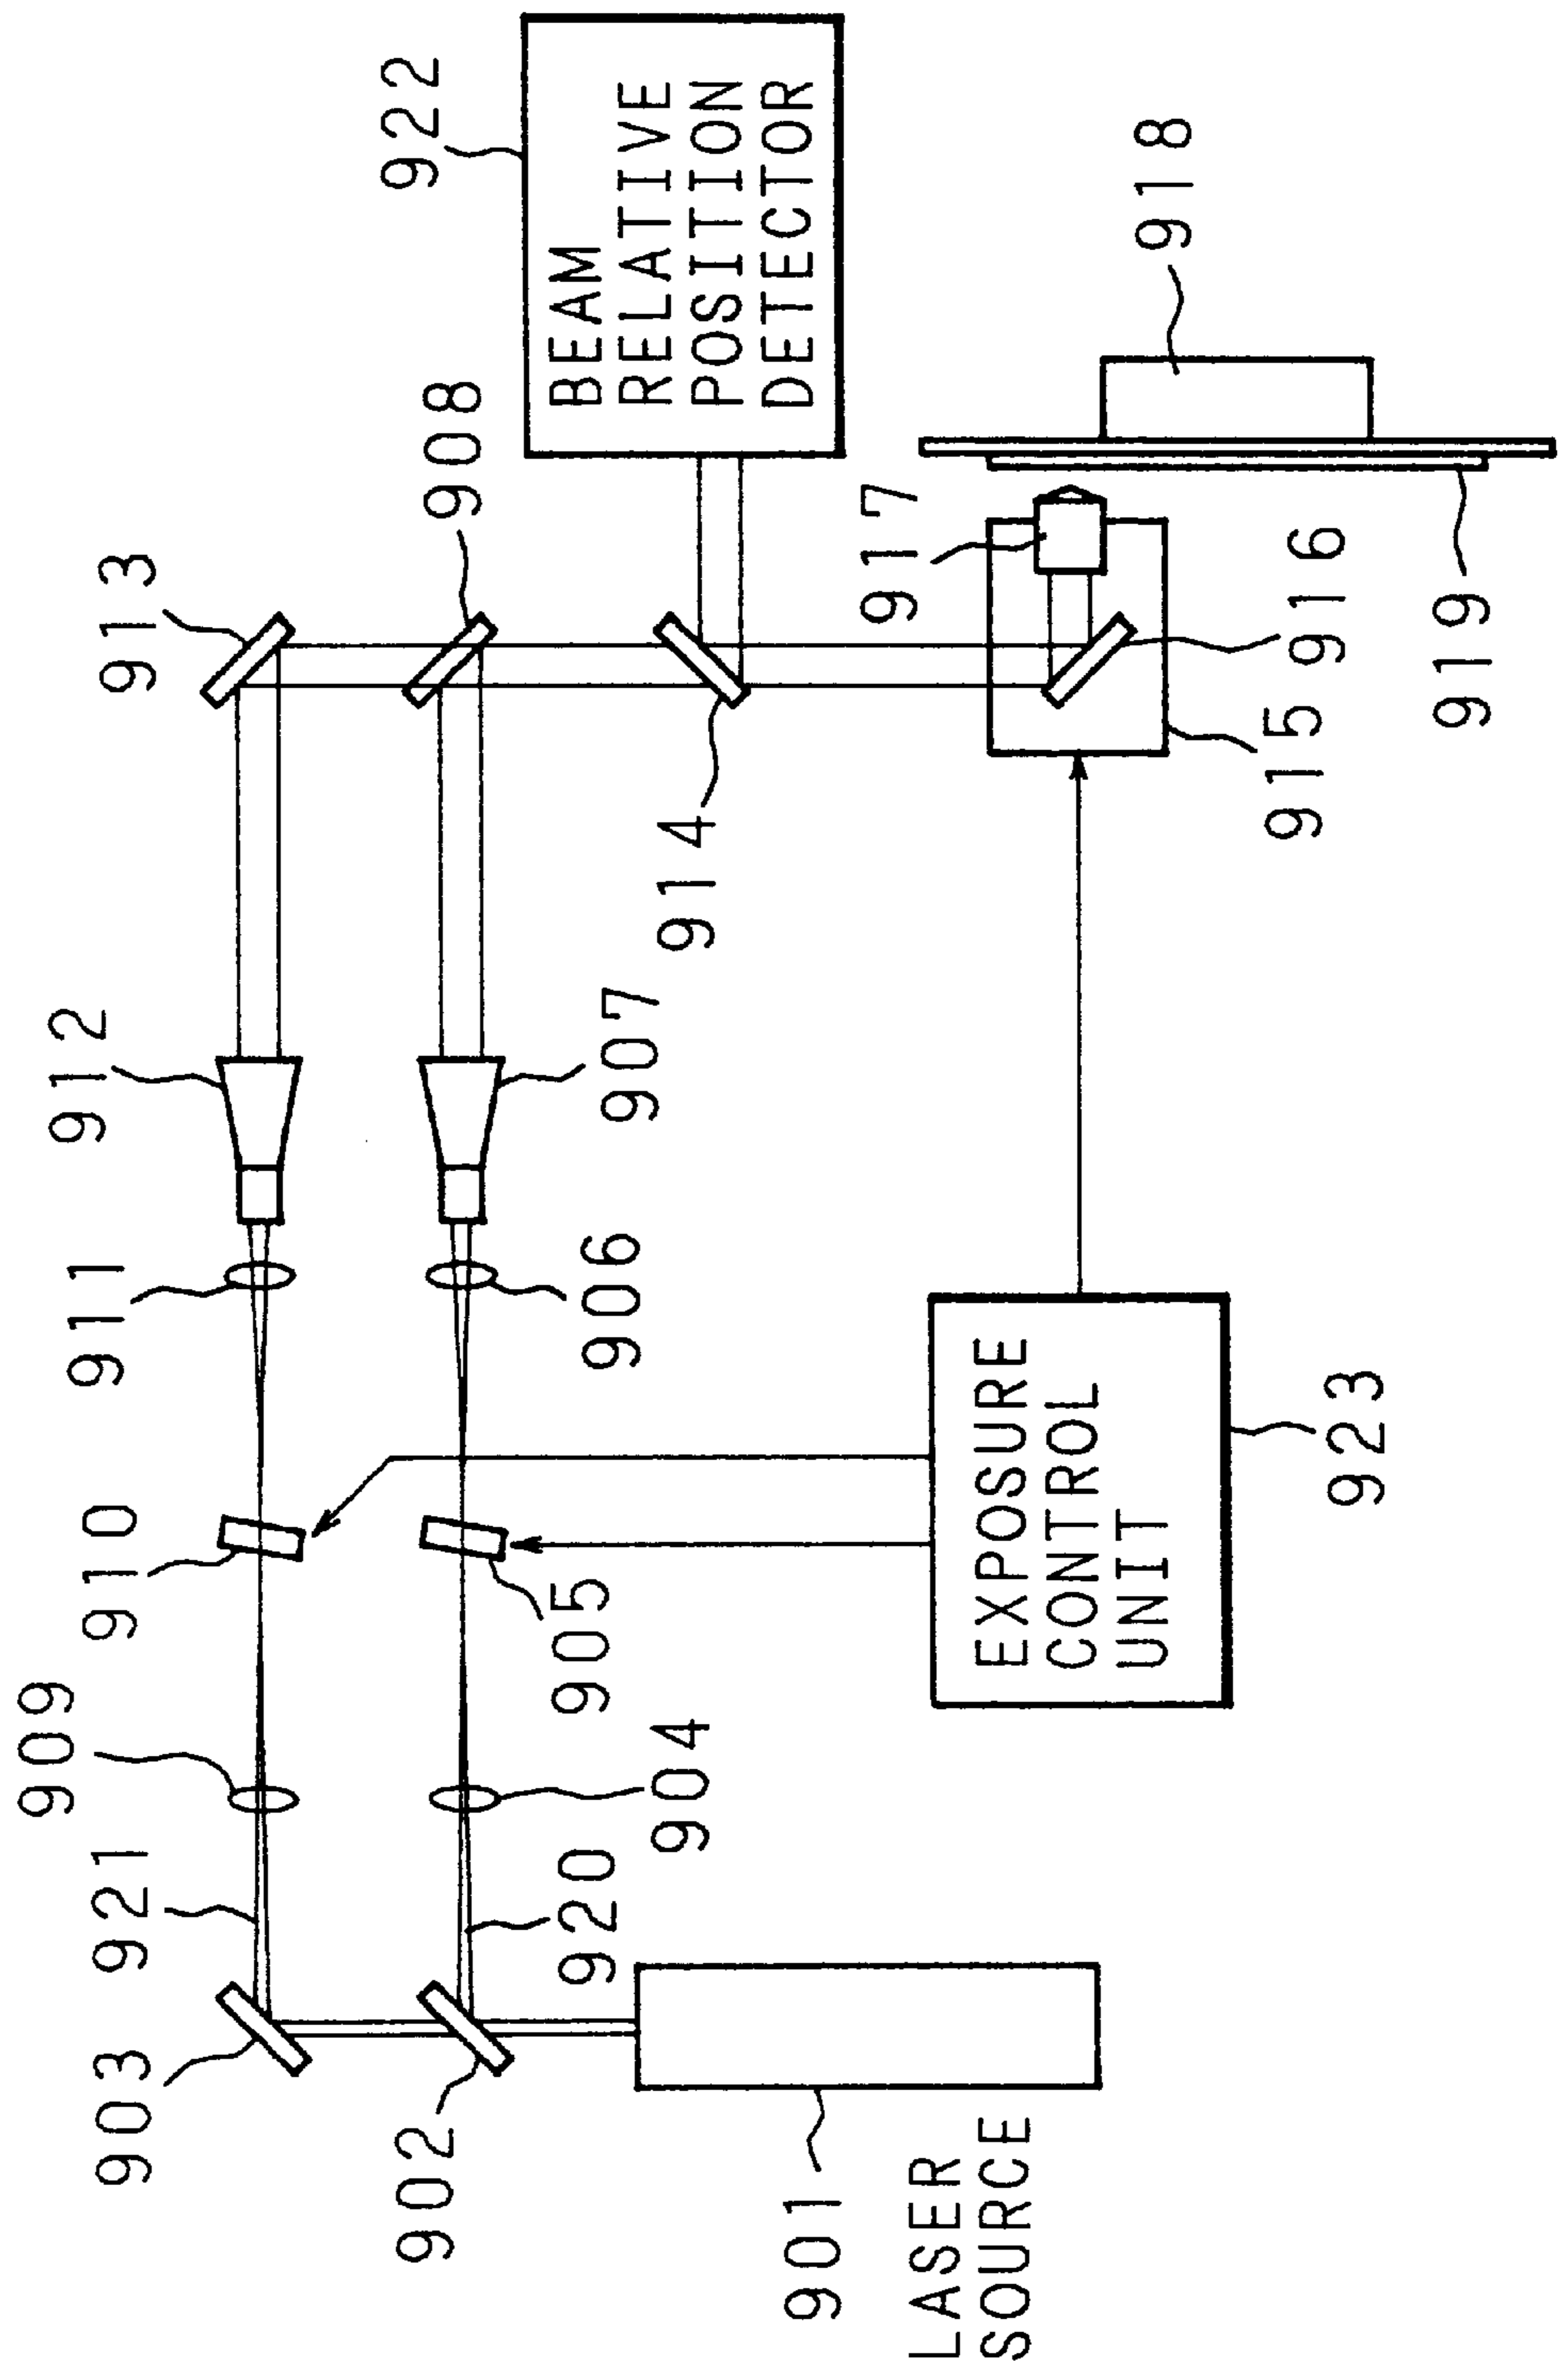 922
BEAM
RELATIVE
POSITION
DETECTOR
918
908
913
917
916
919
915
914
912
907
911
906
910
905
EXPOSURE
CONTROL
UNIT
923
909
904
921
920
903
902
901
LASER
SOURCE